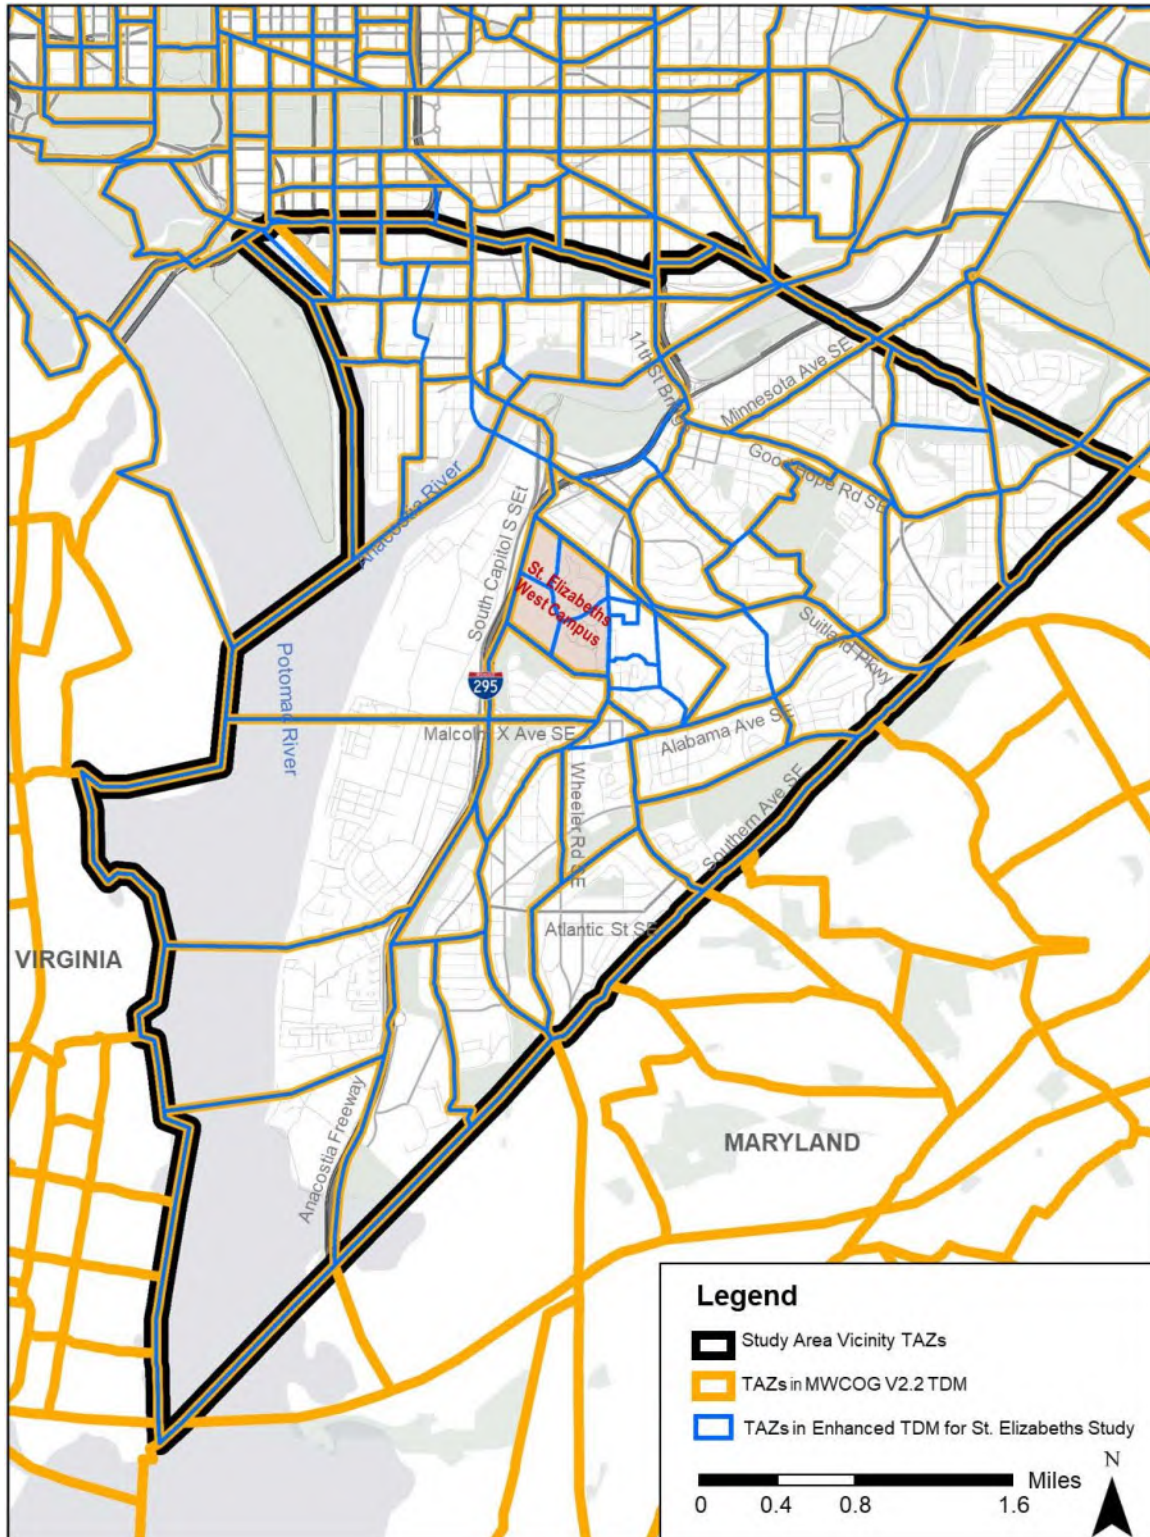 11th St Bridge
Minnesota Ave SE
Good Hope Rd SE
Anacostia River
South Capitol S SEt
St. Elizabeths
West Campus
Suitland Pkwy
Potomac River
295
Malcolm X Ave SE
Alabama Ave SE
Wheeler Rd SE
Southern Ave SE
Atlantic St SE
VIRGINIA
Anacostia Freeway
MARYLAND
Legend
Study Area Vicinity TAZs
TAZs in MWCOG V2.2 TDM
TAZs in Enhanced TDM for St. Elizabeths Study
N
Miles
0 0.4 0.8 1.6